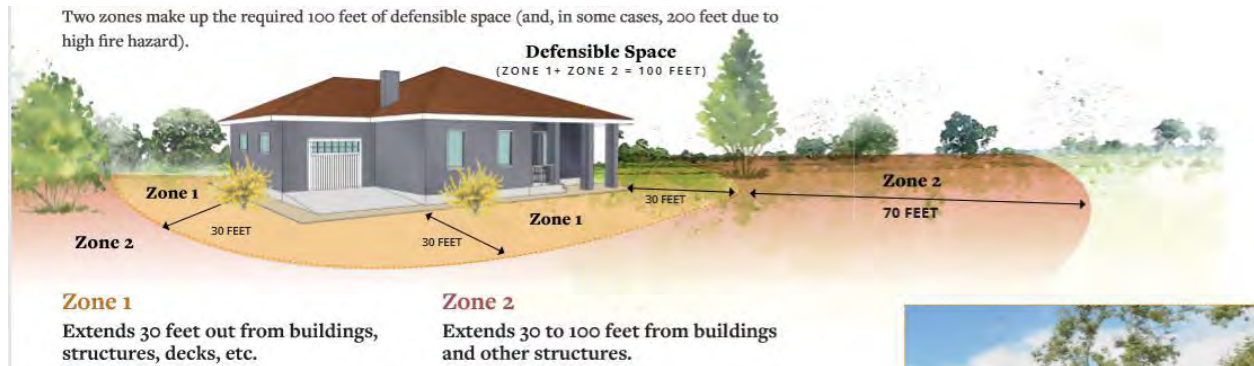 Two zones make up the required 100 feet of defensible space (and, in some cases, 200 feet due to
high fire hazard).
Defensible Space
(ZONE 1+ ZONE 2 = 100 FEET)
Zone 1
30 FEET
Zone 2
30 FEET
Zone 1
30 FEET
Zone 2
70 FEET
Zone 1
Extends 30 feet out from buildings,
structures, decks, etc.
Zone 2
Extends 30 to 100 feet from buildings
and other structures.